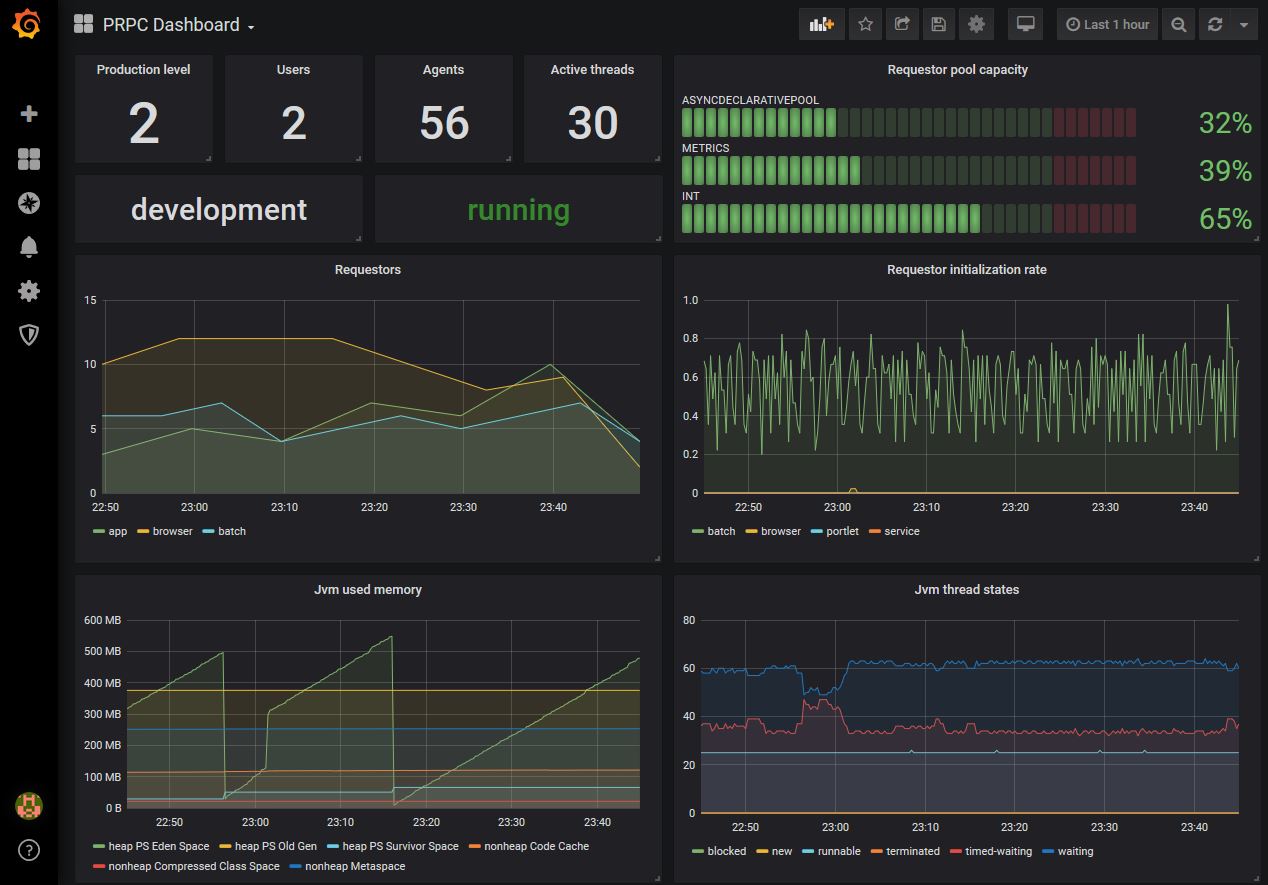 PRPC Dashboard
Last 1 hour
Production level
2
Users
2
Agents
56
Active threads
30
development
running
Requestor pool capacity
ASYNCDECLARATIVEPOOL
32%
METRICS
39%
INT
65%
Requestors
15
10
5
0
22:50 23:00 23:10 23:20 23:30 23:40
app browser batch
Requestor initialization rate
1.0
0.8
0.6
0.4
0.2
0
22:50 23:00 23:10 23:20 23:30 23:40
batch browser portlet service
Jvm used memory
600 MB
500 MB
400 MB
300 MB
200 MB
100 MB
0 B
22:50 23:00 23:10 23:20 23:30 23:40
heap PS Eden Space heap PS Old Gen heap PS Survivor Space nonheap Code Cache
nonheap Compressed Class Space nonheap Metaspace
Jvm thread states
80
60
40
20
0
22:50 23:00 23:10 23:20 23:30 23:40
blocked new runnable terminated timed-waiting waiting
?